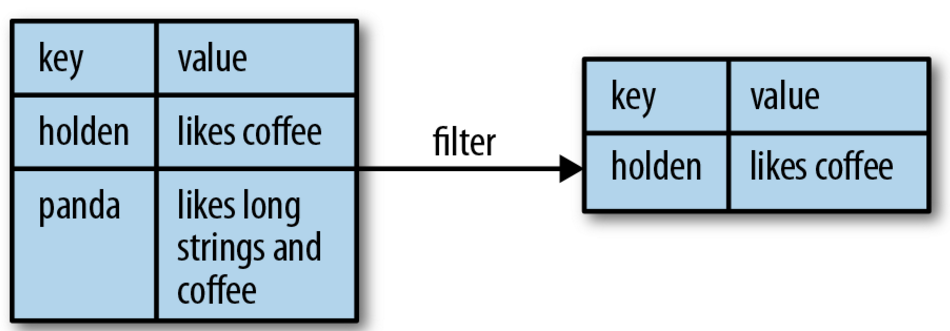 key value
holden likes coffee
panda likes long
strings and
coffee
filter
key value
holden likes coffee